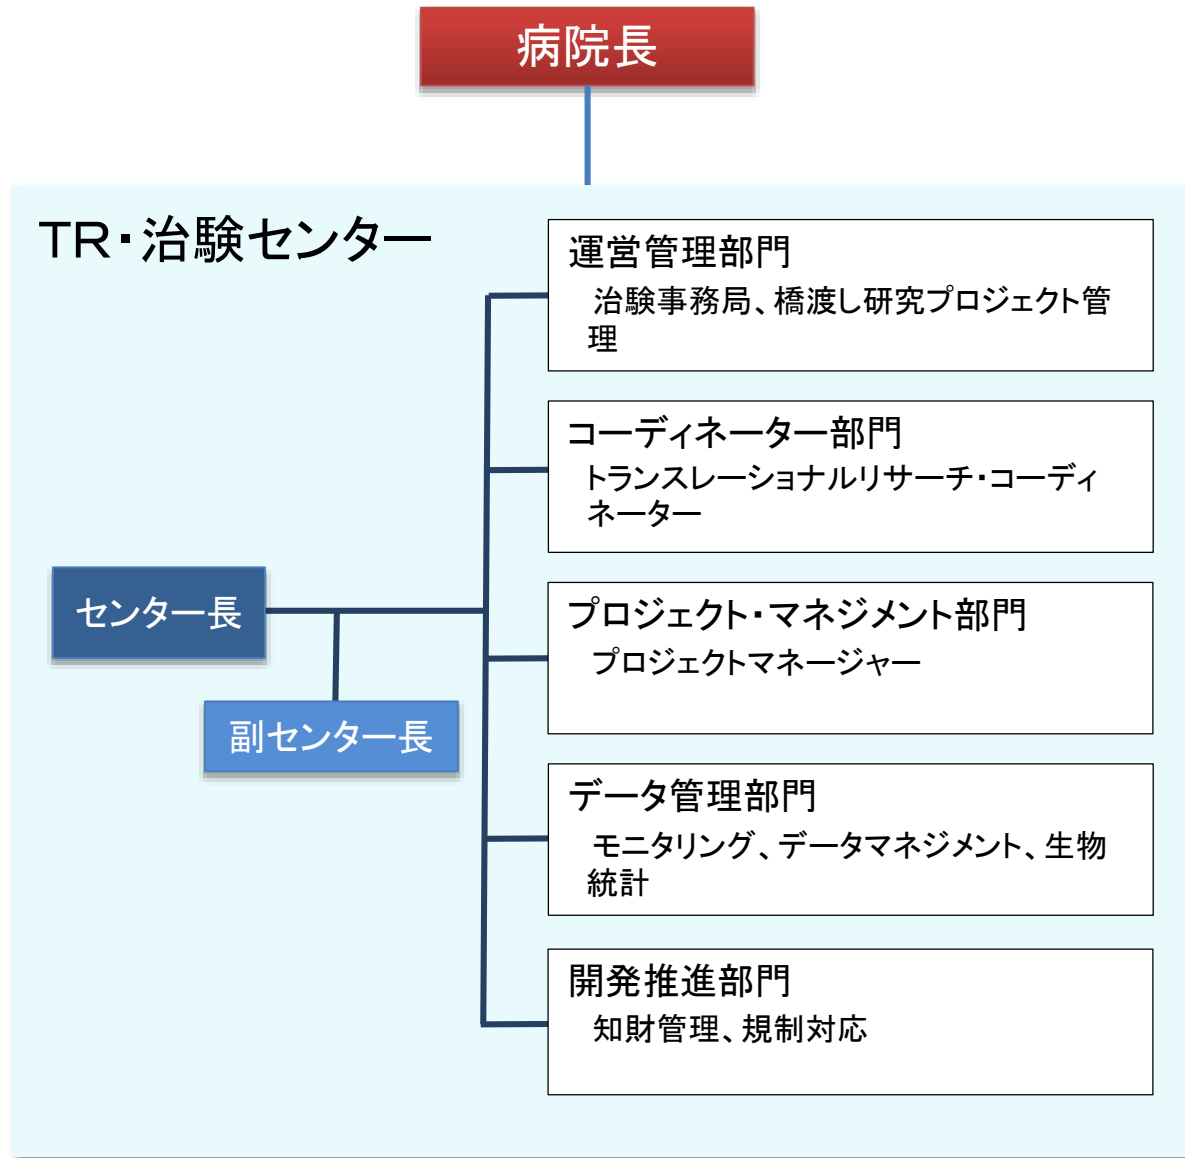 病院長
TR・治験センター
運営管理部門
治験事務局、橋渡し研究プロジェクト管
理
コーディネーター部門
トランスレーショナルリサーチ・コーディ
ネーター
センター長
副センター長
プロジェクト・マネジメント部門
プロジェクトマネージャー
データ管理部門
モニタリング、データマネジメント、生物
統計
開発推進部門
知財管理、規制対応